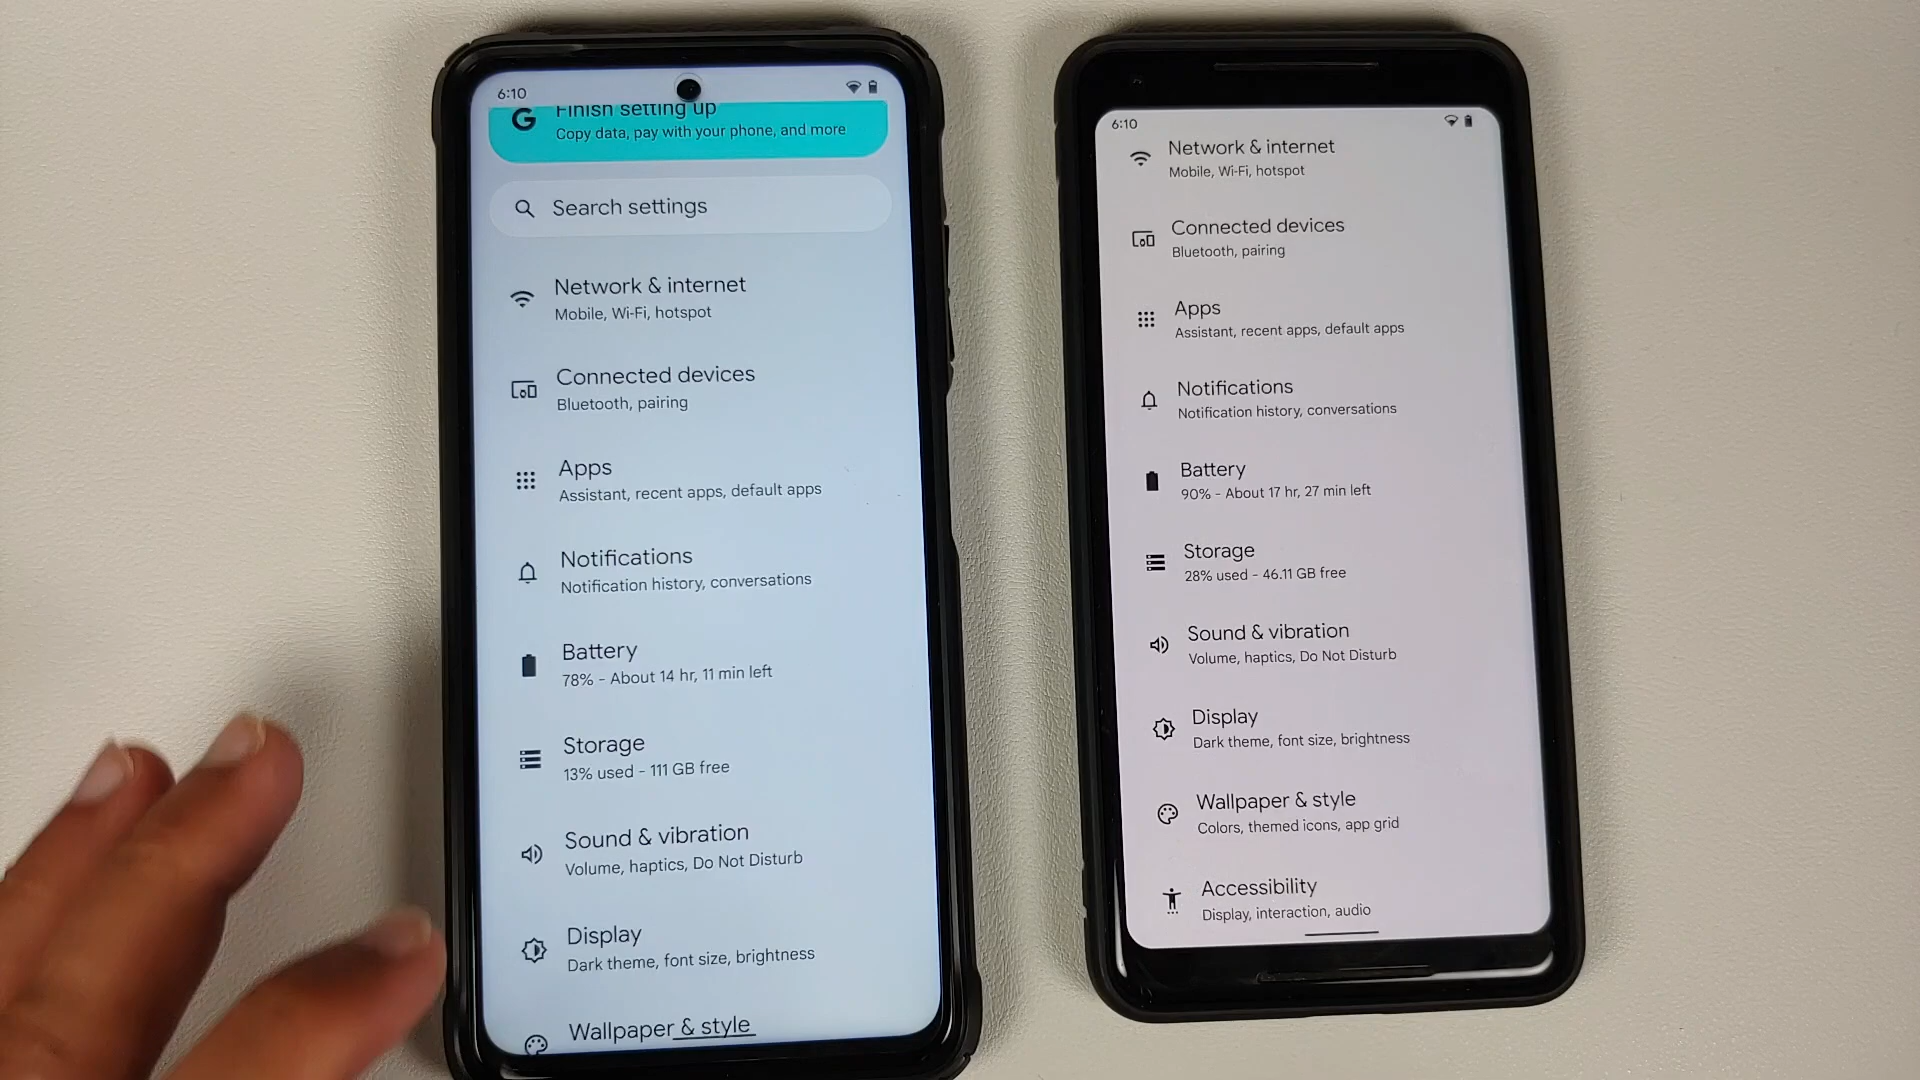 6:10
Finish setting up
Copy data, pay with your phone, and more
Search settings
Network & internet
Mobile, Wi-Fi, hotspot
Connected devices
Bluetooth, pairing
Apps
Assistant, recent apps, default apps
Notifications
Notification history, conversations
Battery
78% - About 14 hr, 11 min left
Storage
13% used - 111 GB free
Sound & vibration
Volume, haptics, Do Not Disturb
Display
Dark theme, font size, brightness
Wallpaper & style
6:10
Network & internet
Mobile, Wi-Fi, hotspot
Connected devices
Bluetooth, pairing
Apps
Assistant, recent apps, default apps
Notifications
Notification history, conversations
Battery
90% - About 17 hr, 27 min left
Storage
28% used - 46.11 GB free
Sound & vibration
Volume, haptics, Do Not Disturb
Display
Dark theme, font size, brightness
Wallpaper & style
Colors, themed icons, app grid
Accessibility
Display, interaction, audio